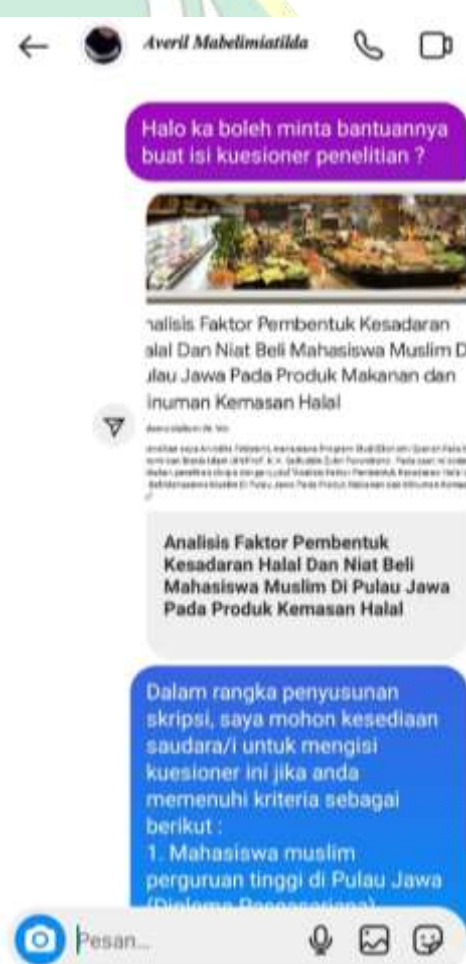 Averil Mabelimiatilda
Halo ka boleh minta bantuannya
buat isi kuesioner penelitian ?
nalisis Faktor Pembentuk Kesadaran
alal Dan Niat Beli Mahasiswa Muslim D
ulau Jawa Pada Produk Makanan dan
inuman Kemasan Halal
Analisis Faktor Pembentuk
Kesadaran Halal Dan Niat Beli
Mahasiswa Muslim Di Pulau Jawa
Pada Produk Kemasan Halal
Dalam rangka penyusunan
skripsi, saya mohon kesediaan
saudara/i untuk mengisi
kuesioner ini jika anda
memenuhi kriteria sebagai
berikut :
1. Mahasiswa muslim
perguruan tinggi di Pulau Jawa
(Diploma-Pascasarjana)
Pesan...